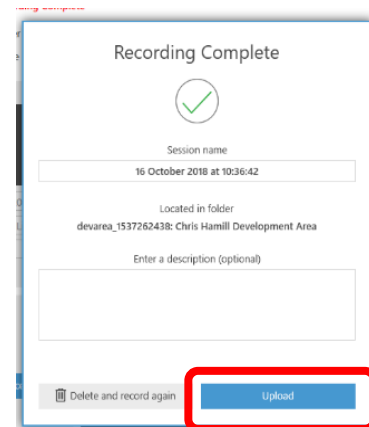 Recording Complete
Session name
16 October 2018 at 10:36:42
Located in folder
devarea_1537262438: Chris Hamill Development Area
Enter a description (optional)
Delete and record again
Upload